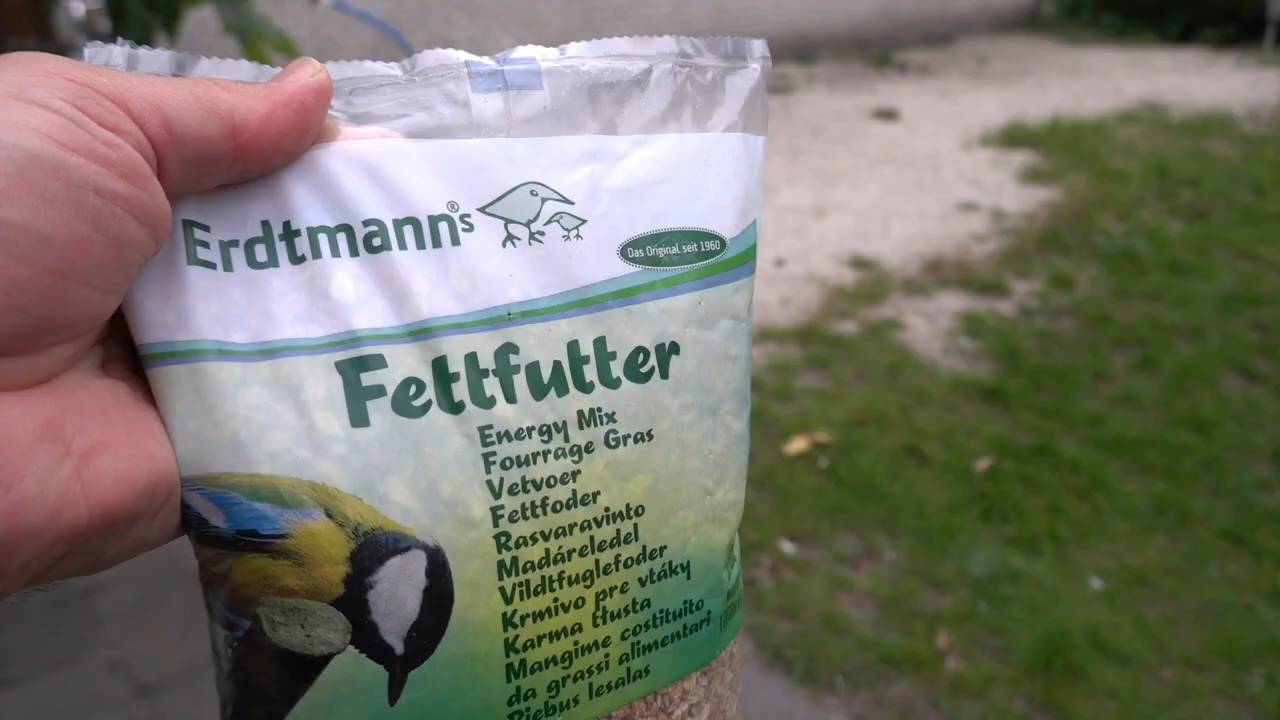 Erdtmann's®
Das Original seit 1960
Fettfutter
Energy Mix
Fourrage Gras
Vetvoer
Fettfoder
Rasvaravinto
Madáreledel
Vildtfuglefoder
Krmivo pre vtáky
Karma tłusta
Mangime costituito
da grassi alimentari
Riebus lesalas